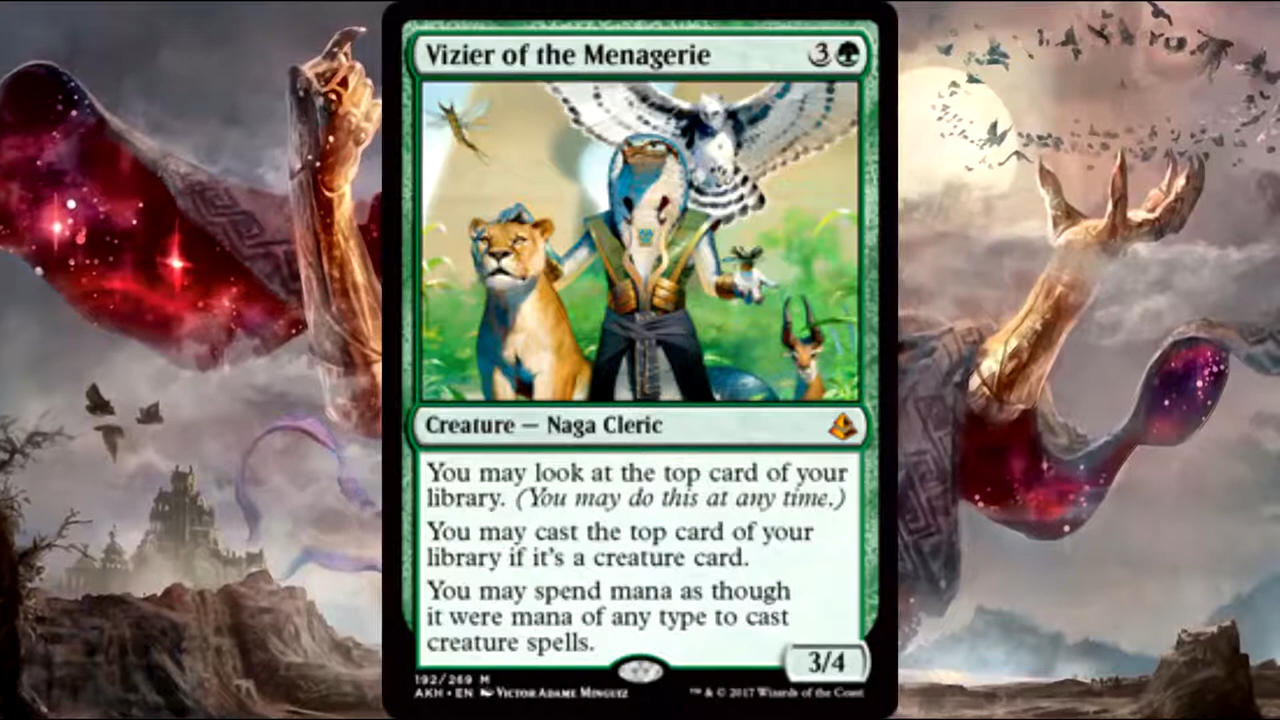 Vizier of the Menagerie 3
Creature — Naga Cleric
You may look at the top card of your
library. (You may do this at any time.)
You may cast the top card of your
library if it's a creature card.
You may spend mana as though
it were mana of any type to cast
creature spells.
3/4
192/269 M
AKH • EN Victor Adame Minguez ™ & © 2017 Wizards of the Coast